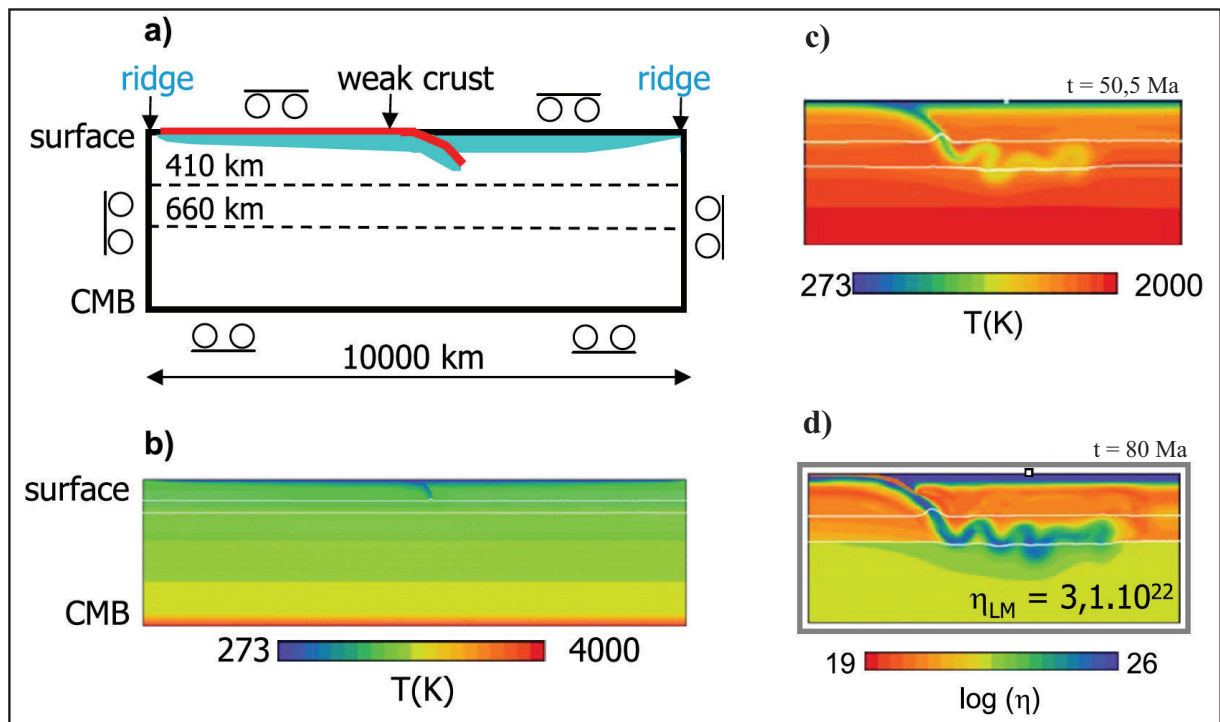 a)
ridge weak crust ridge
surface
410 km
660 km
CMB
10000 km
b)
surface
CMB
273 4000
T(K)
c)
t = 50,5 Ma
273 2000
T(K)
d)
t = 80 Ma
ηLM = 3,1.10²²
19 26
log (η)